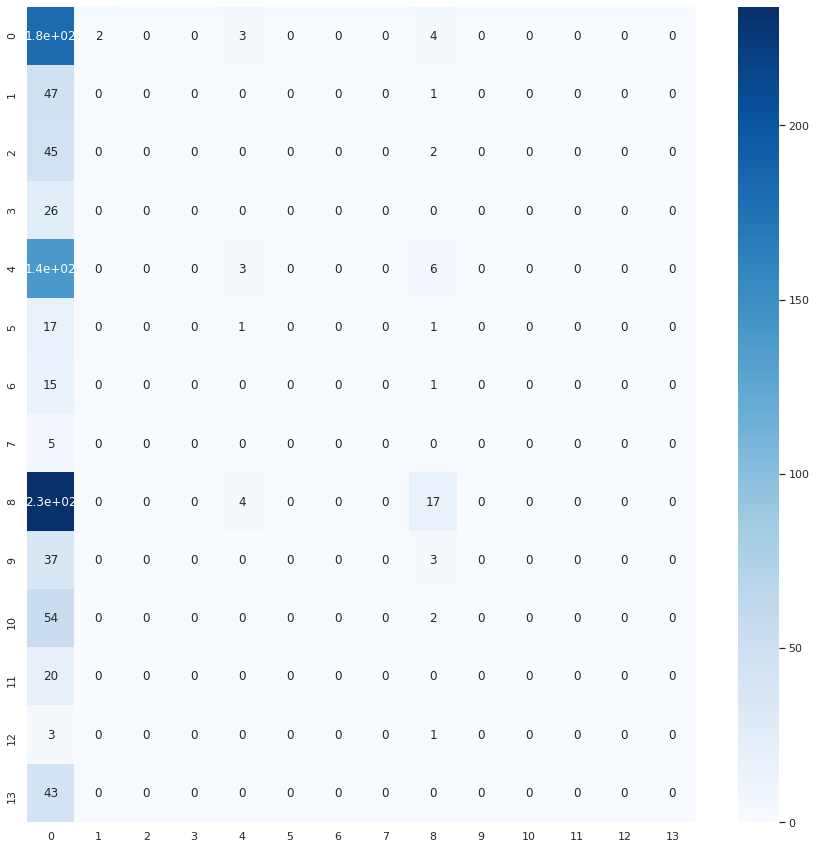 0 1.8e+02 2 0 0 3 0 0 0 4 0 0 0 0 0
1 47 0 0 0 0 0 0 0 1 0 0 0 0 0
2 45 0 0 0 0 0 0 0 2 0 0 0 0 0
3 26 0 0 0 0 0 0 0 0 0 0 0 0 0
4 1.4e+02 0 0 0 3 0 0 0 6 0 0 0 0 0
5 17 0 0 0 1 0 0 0 1 0 0 0 0 0
6 15 0 0 0 0 0 0 0 1 0 0 0 0 0
7 5 0 0 0 0 0 0 0 0 0 0 0 0 0
8 2.3e+02 0 0 0 4 0 0 0 17 0 0 0 0 0
9 37 0 0 0 0 0 0 0 3 0 0 0 0 0
10 54 0 0 0 0 0 0 0 2 0 0 0 0 0
11 20 0 0 0 0 0 0 0 0 0 0 0 0 0
12 3 0 0 0 0 0 0 0 1 0 0 0 0 0
13 43 0 0 0 0 0 0 0 0 0 0 0 0 0
0 1 2 3 4 5 6 7 8 9 10 11 12 13
200
150
100
50
0